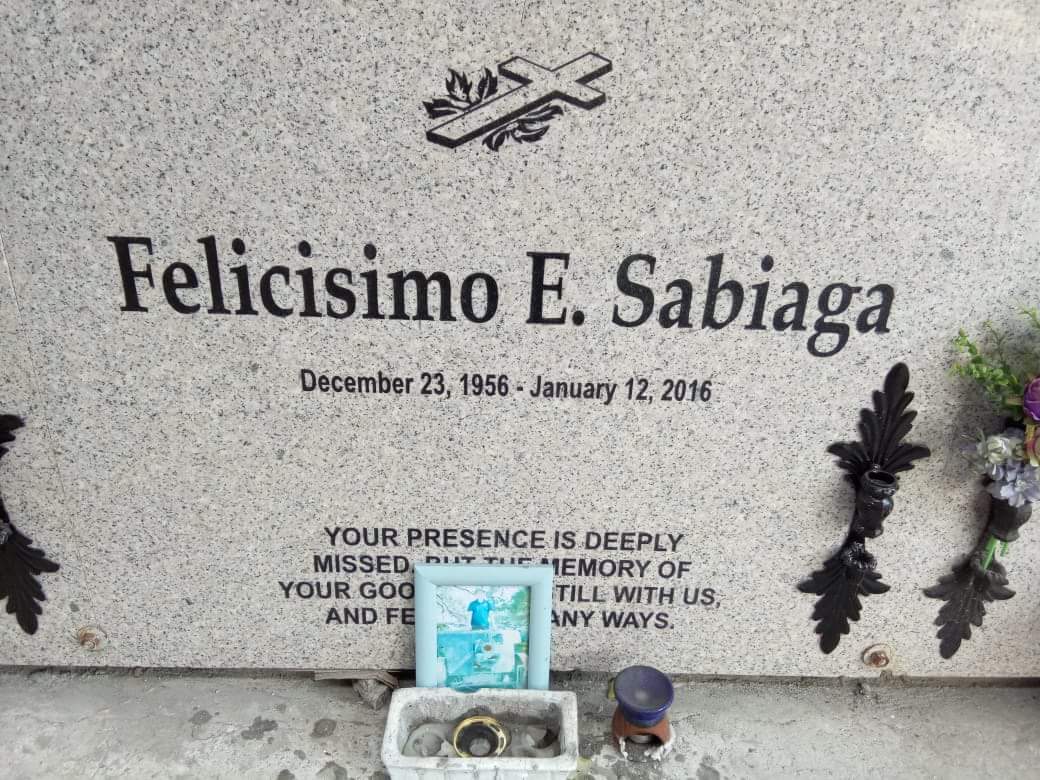 Felicisimo E. Sabiaga
December 23, 1956 - January 12, 2016
YOUR PRESENCE IS DEEPLY
MISSED, BUT THE MEMORY OF
YOUR STILL WITH US,
AND WAYS.